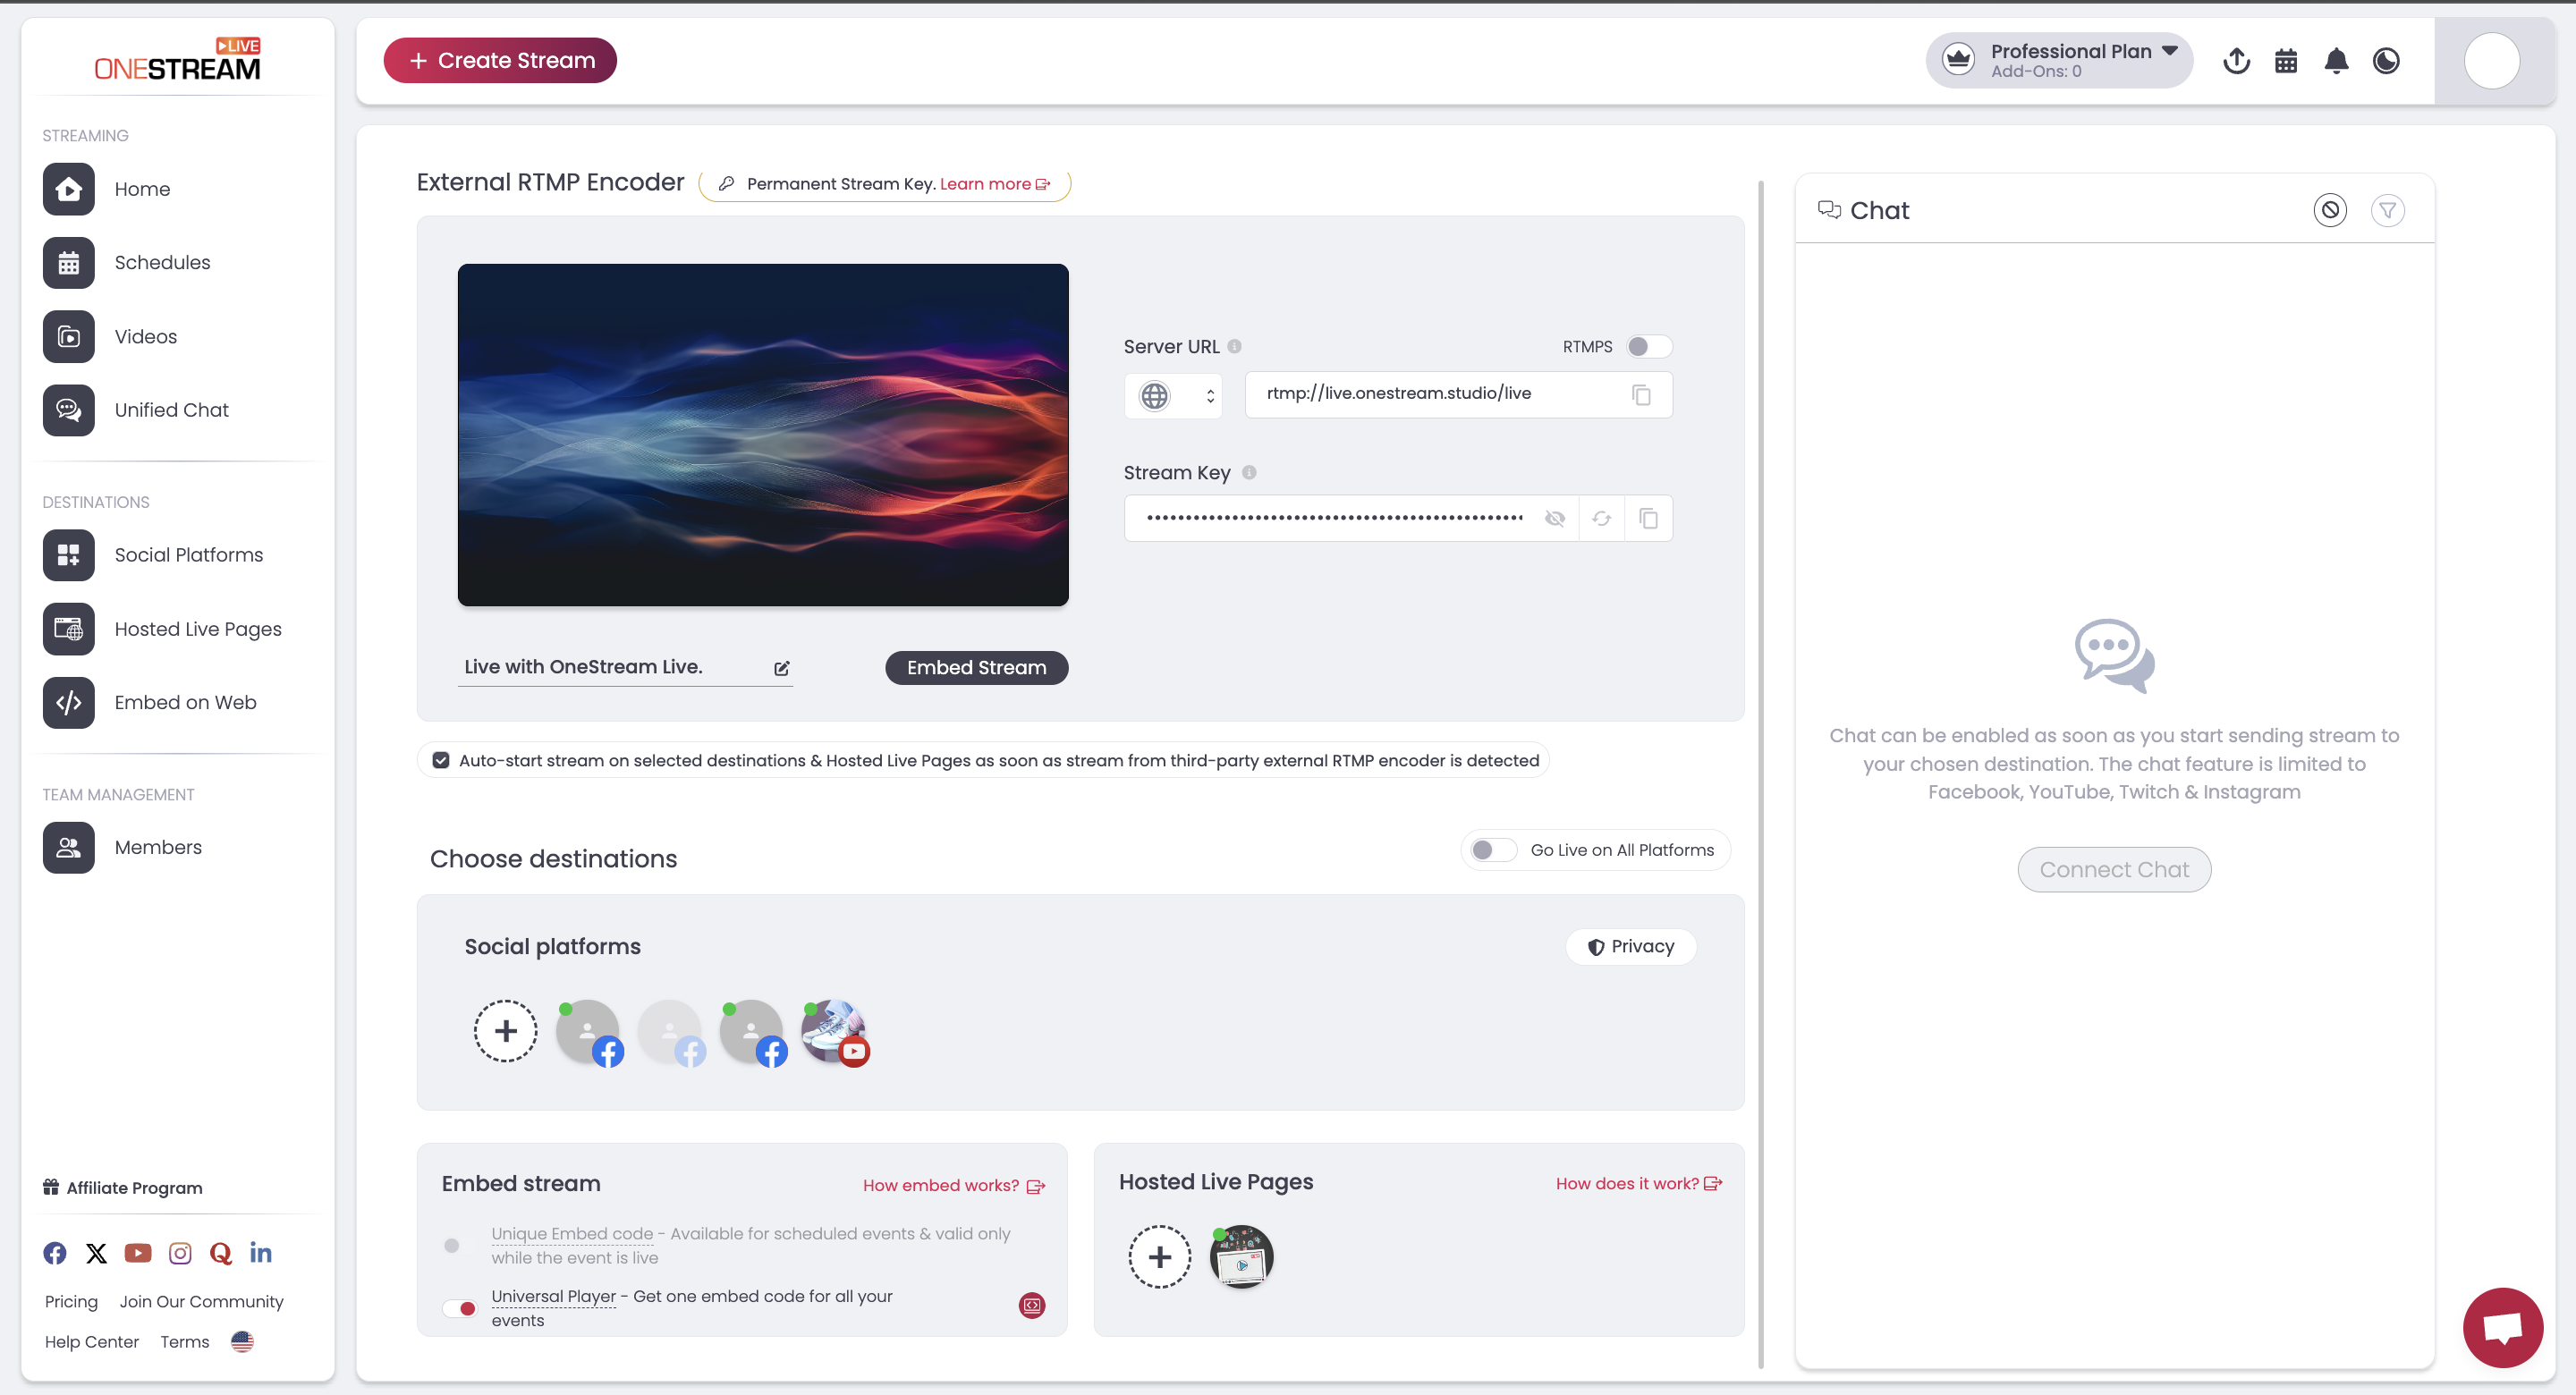 LIVE
ONESTREAM
STREAMING
Home
Schedules
Videos
Unified Chat
DESTINATIONS
Social Platforms
Hosted Live Pages
Embed on Web
TEAM MANAGEMENT
Members
Affiliate Program
Pricing Join Our Community
Help Center Terms
+ Create Stream
Professional Plan
Add-Ons: 0
External RTMP Encoder
Permanent Stream Key. Learn more
Server URL
RTMPS
rtmp://live.onestream.studio/live
Stream Key
Live with OneStream Live.
Embed Stream
Auto-start stream on selected destinations & Hosted Live Pages as soon as stream from third-party external RTMP encoder is detected
Choose destinations
Go Live on All Platforms
Social platforms
Privacy
Embed stream
How embed works?
Unique Embed code - Available for scheduled events & valid only
while the event is live
Universal Player - Get one embed code for all your
events
Hosted Live Pages
How does it work?
Chat
Chat can be enabled as soon as you start sending stream to
your chosen destination. The chat feature is limited to
Facebook, YouTube, Twitch & Instagram
Connect Chat